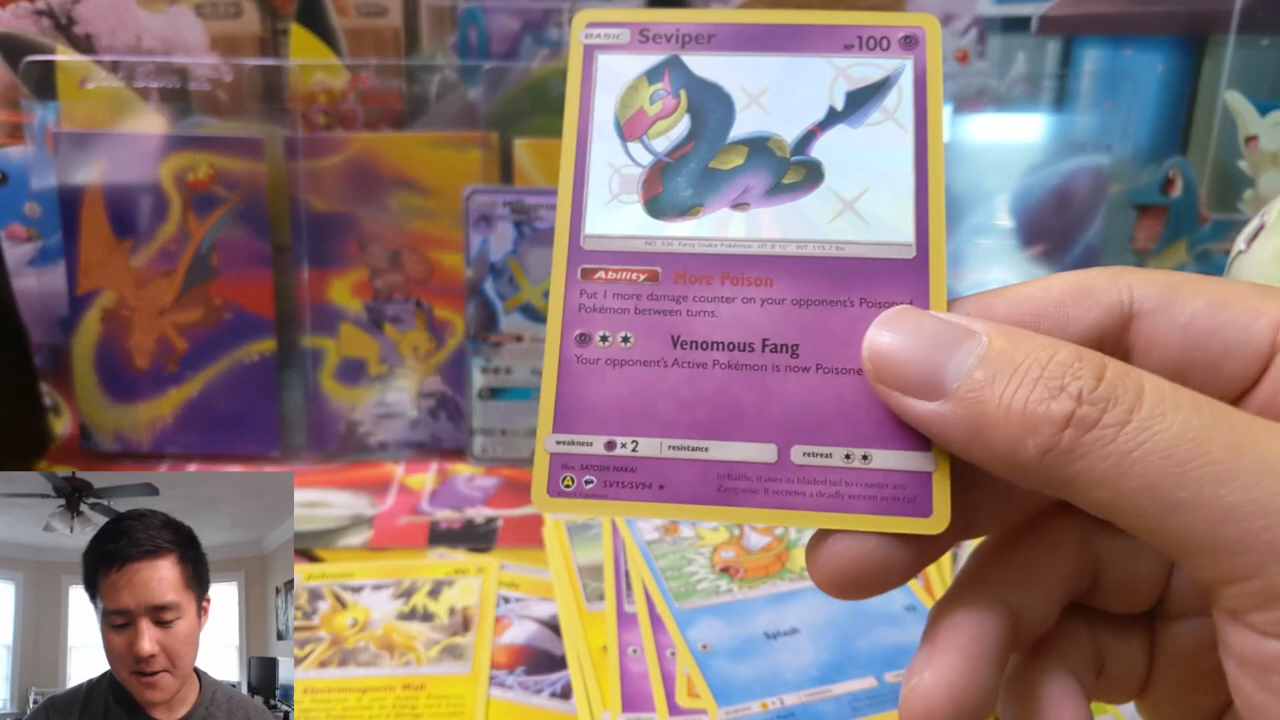 BASIC Seviper HP100
NO. 336 Fang Snake Pokémon HT: 8'10" WT: 115.7 lbs.
Ability More Poison
Put 1 more damage counter on your opponent's Poisoned
Pokémon between turns.
Venomous Fang
Your opponent's Active Pokémon is now Poisone
weakness ×2 resistance retreat
Illus. SATOSHI NAKAI
A SV15/SV94 ★
In battle, it uses its bladed tail to counter any
Zangoose. It secretes a deadly venom in its tail.
Jolteon
Electromagnetic Wall
Splash